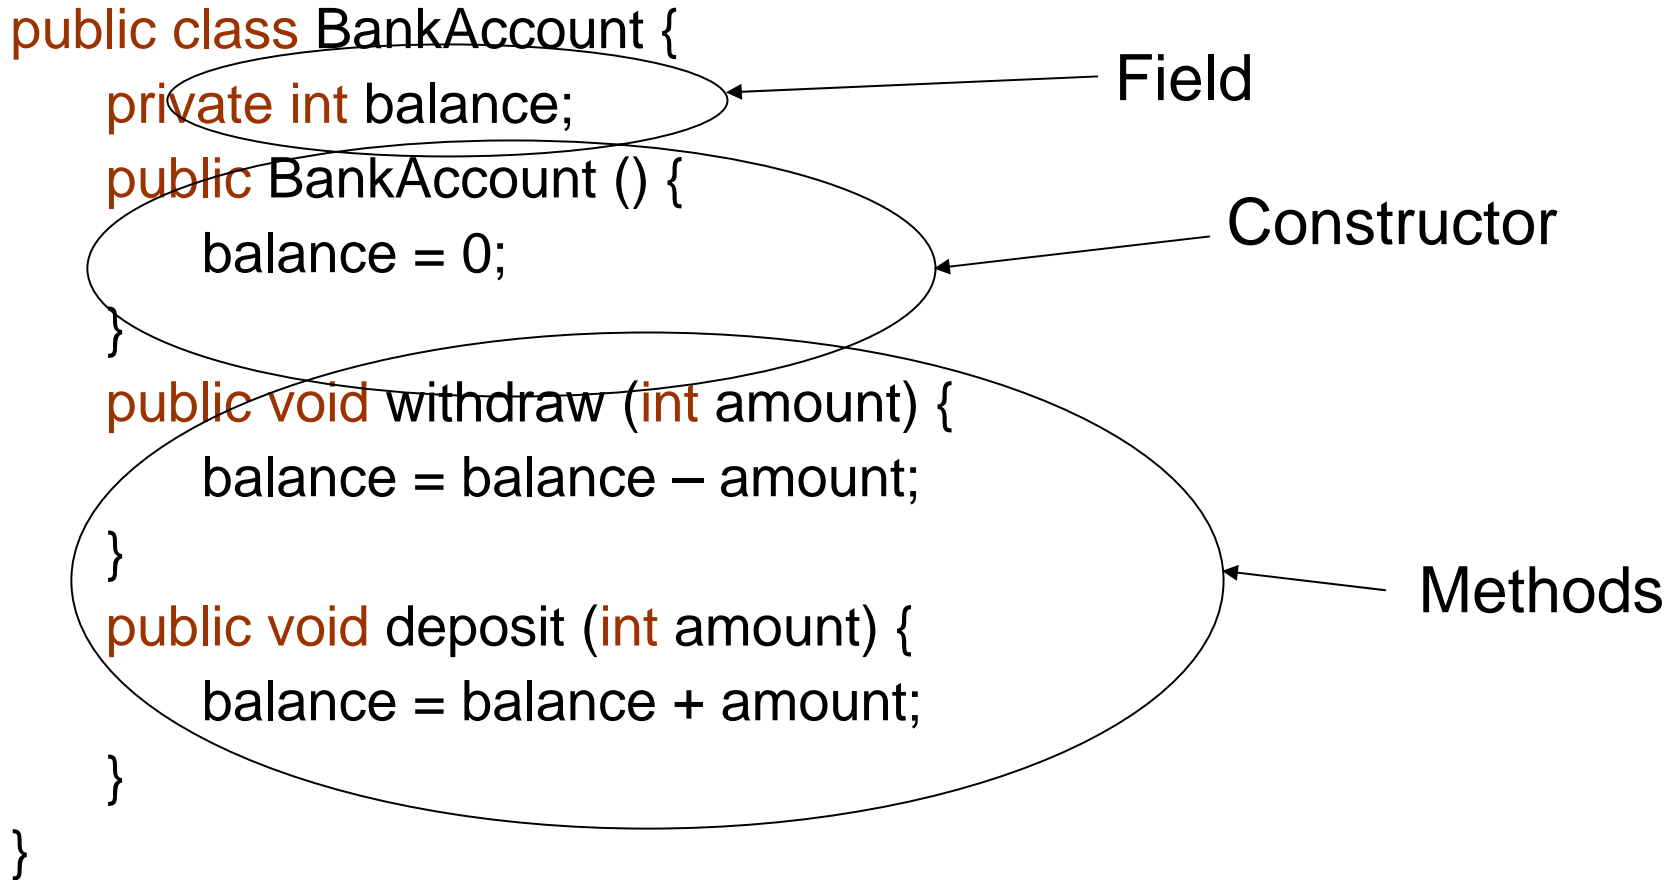 public class BankAccount {
private int balance;
Field
public BankAccount () {
Constructor
balance = 0;
}
public void withdraw (int amount) {
balance = balance – amount;
}
Methods
public void deposit (int amount) {
balance = balance + amount;
}
}